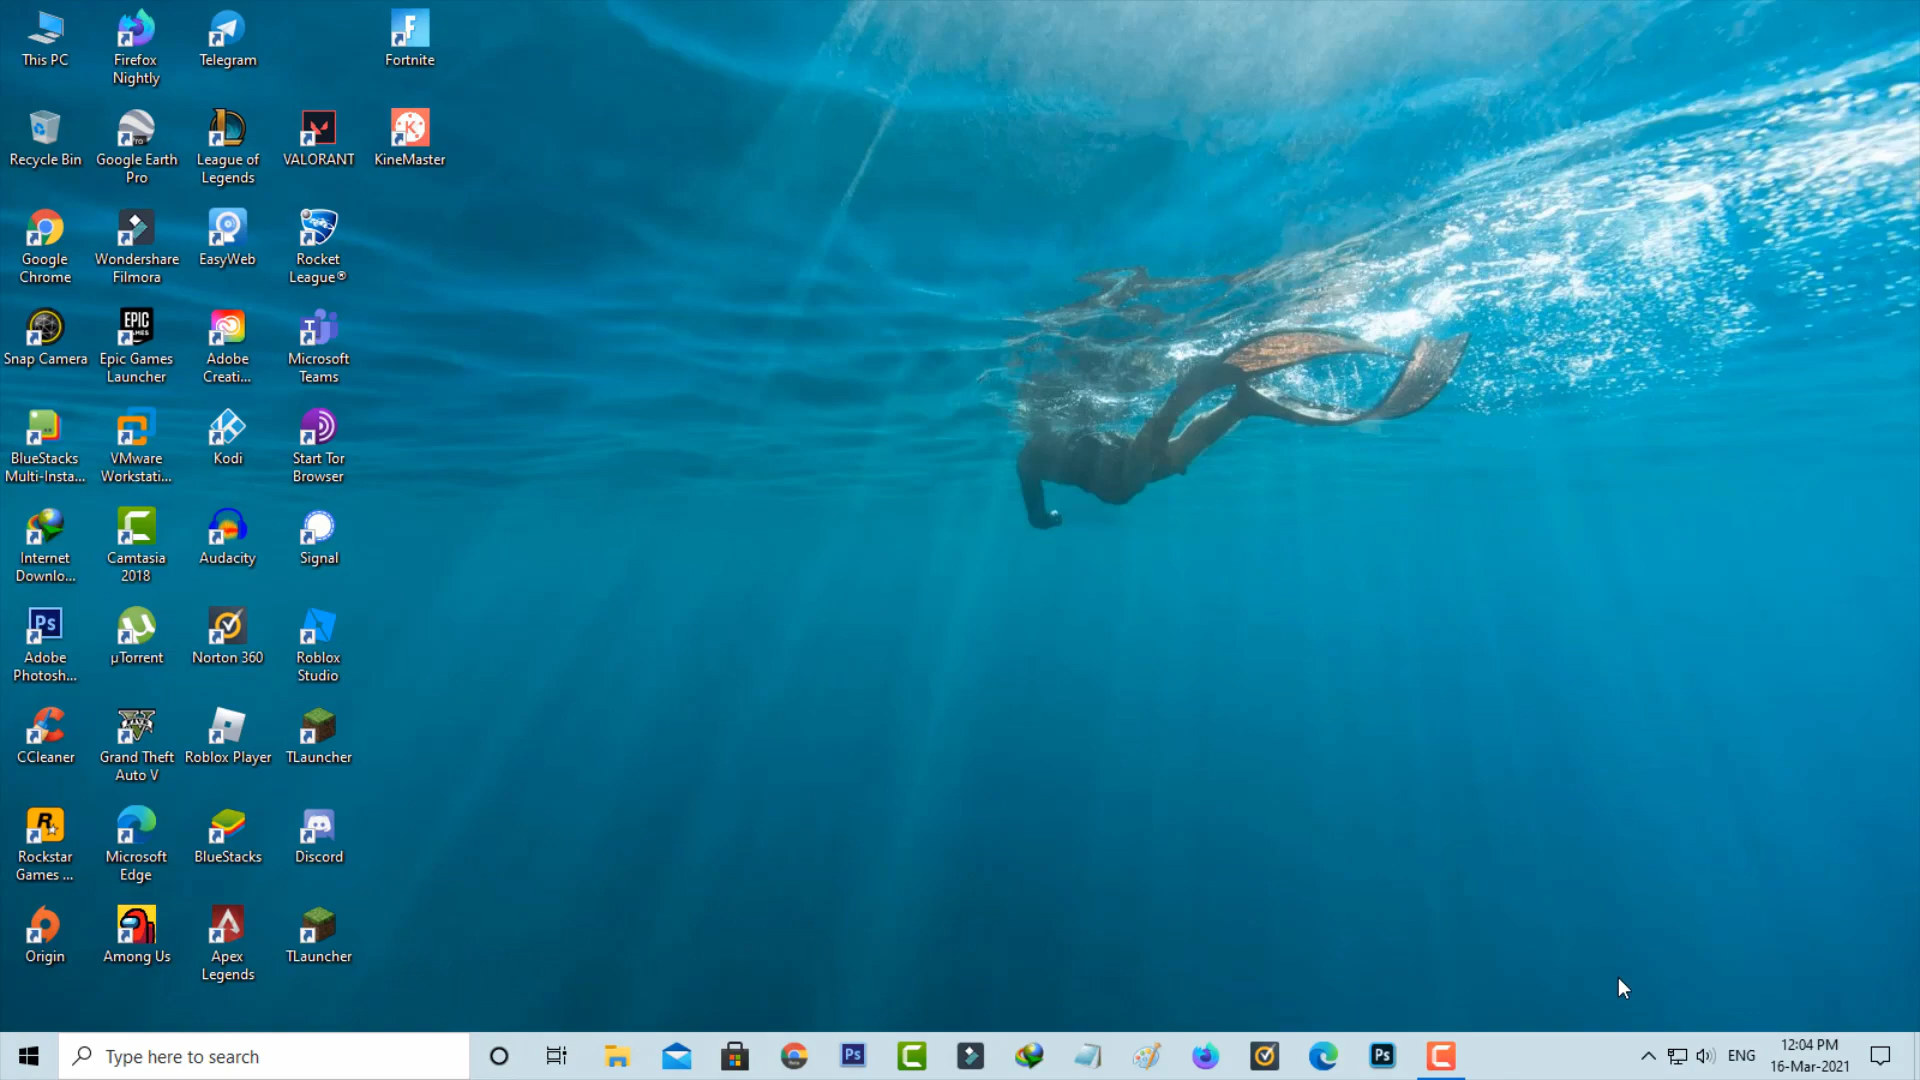 This PC
Firefox
Nightly
Telegram
Fortnite
Recycle Bin
Google Earth
Pro
League of
Legends
VALORANT
KineMaster
Google
Chrome
Wondershare
Filmora
EasyWeb
Rocket
League®
Snap Camera
EPIC
GAMES
Epic Games
Launcher
Adobe
Creati...
Microsoft
Teams
BlueStacks
Multi-Insta...
VMware
Workstati...
Kodi
Start Tor
Browser
Internet
Downlo...
Camtasia
2018
Audacity
Signal
Ps
Adobe
Photosh...
µTorrent
Norton 360
Roblox
Studio
CCleaner
Grand Theft
Auto V
Roblox Player
TLauncher
Rockstar
Games ...
Microsoft
Edge
BlueStacks
Discord
Origin
Among Us
Apex
Legends
TLauncher
Type here to search
Ps
Ps
ENG
12:04 PM
16-Mar-2021